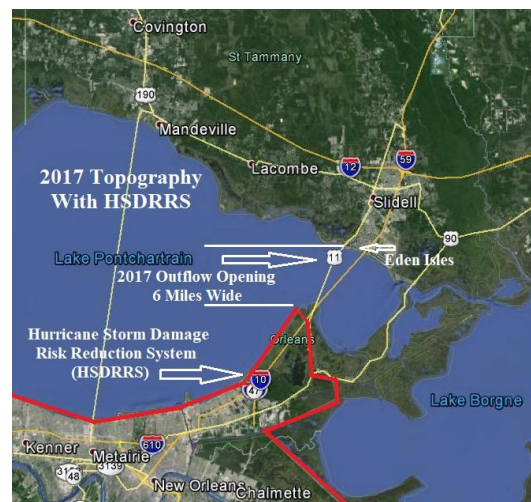 Covington
St Tammany
190
Mandeville
Lacombe
12
59
2017 Topography
With HSDRRS
Slidell
90
Lake Pontchartrain
11
Eden Isles
2017 Outflow Opening
6 Miles Wide
Hurricane Storm Damage
Risk Reduction System
(HSDRRS)
Orleans
10
47
Lake Borgne
Kenner
610
Metairie
3139
48
New Orleans
Chalmette